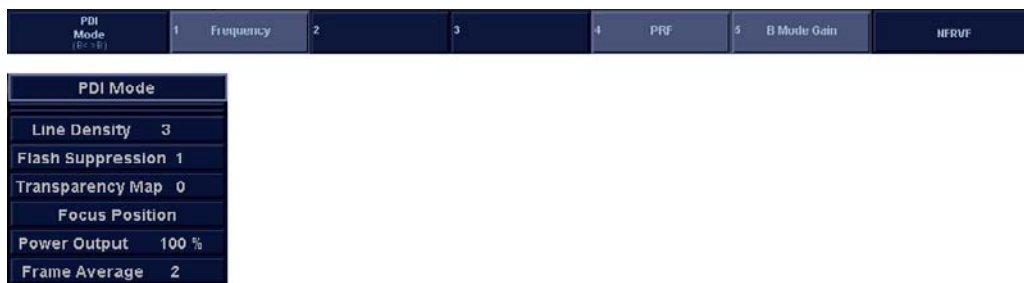 PDI
Mode
(B<>B)
1 Frequency
2
3
4 PRF
5 B Mode Gain
NERVE
PDI Mode
Line Density 3
Flash Suppression 1
Transparency Map 0
Focus Position
Power Output 100 %
Frame Average 2